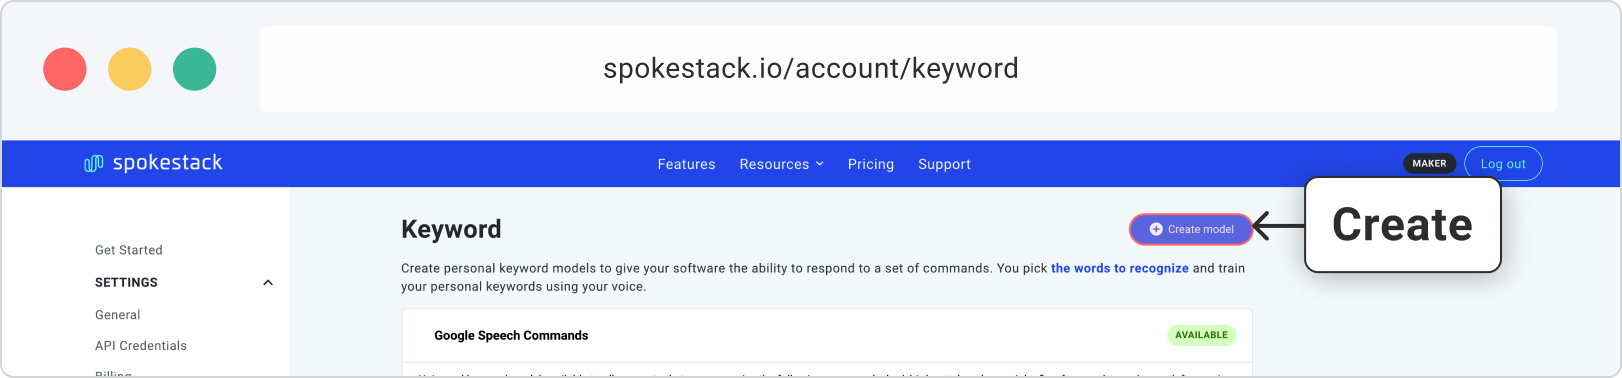 spokestack.io/account/keyword
spokestack
Features Resources Pricing Support
MAKER Log out
Create
Keyword
Create model
Get Started
Create personal keyword models to give your software the ability to respond to a set of commands. You pick the words to recognize and train
your personal keywords using your voice.
SETTINGS
General
Google Speech Commands
AVAILABLE
API Credentials
Billing